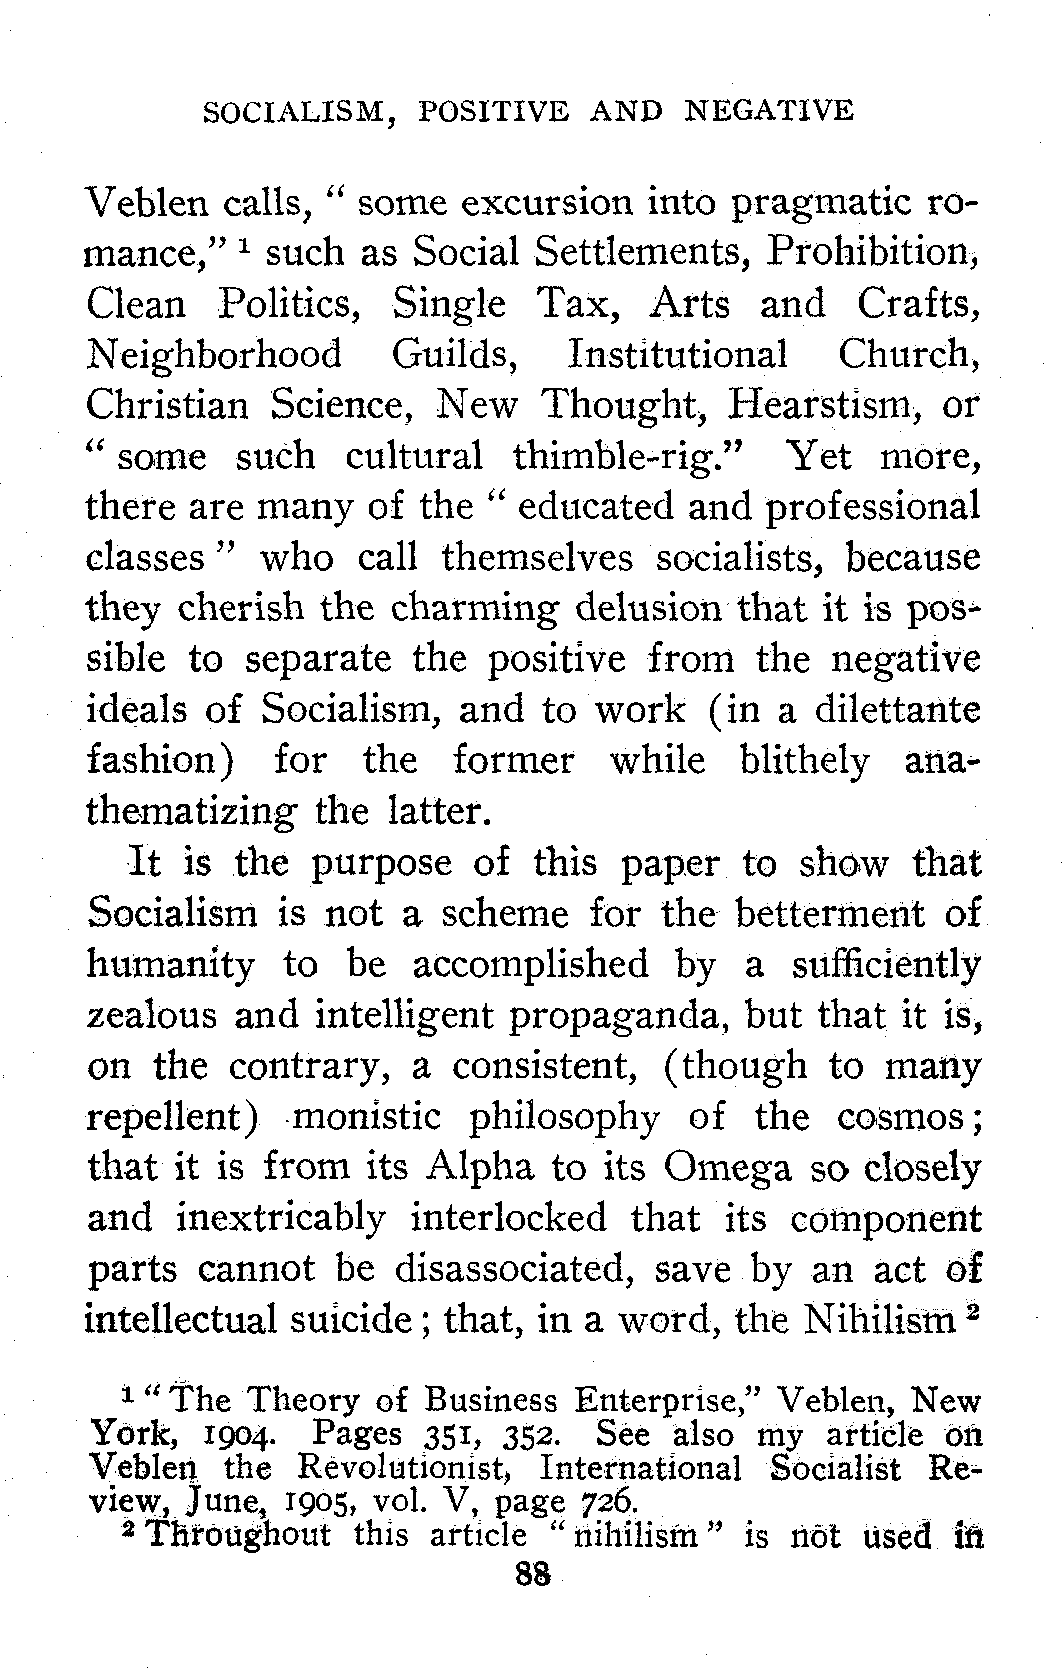 SOCIALISM, POSITIVE AND NEGATIVE
Veblen calls, “ some excursion into pragmatic ro-
mance,” ¹ such as Social Settlements, Prohibition,
Clean Politics, Single Tax, Arts and Crafts,
Neighborhood Guilds, Institutional Church,
Christian Science, New Thought, Hearstism, or
“ some such cultural thimble-rig.” Yet more,
there are many of the “ educated and professional
classes ” who call themselves socialists, because
they cherish the charming delusion that it is pos-
sible to separate the positive from the negative
ideals of Socialism, and to work (in a dilettante
fashion) for the former while blithely ana-
thematizing the latter.
It is the purpose of this paper to show that
Socialism is not a scheme for the betterment of
humanity to be accomplished by a sufficiently
zealous and intelligent propaganda, but that it is,
on the contrary, a consistent, (though to many
repellent) monistic philosophy of the cosmos ;
that it is from its Alpha to its Omega so closely
and inextricably interlocked that its component
parts cannot be disassociated, save by an act of
intellectual suicide ; that, in a word, the Nihilism ²
¹ “ The Theory of Business Enterprise,” Veblen, New
York, 1904. Pages 351, 352. See also my article on
Veblen the Revolutionist, International Socialist Re-
view, June, 1905, vol. V, page 726.
² Throughout this article “ nihilism ” is not used in
88